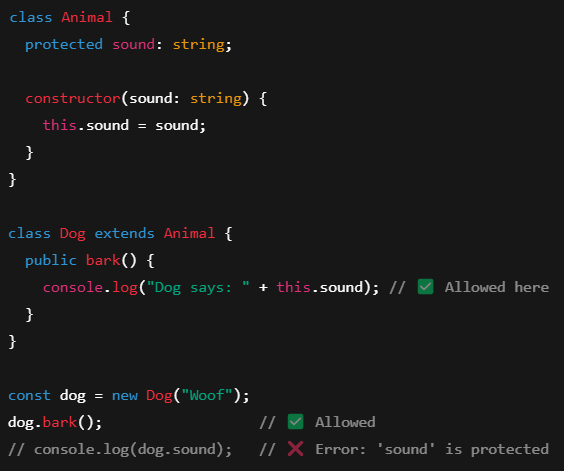 class Animal {
  protected sound: string;

  constructor(sound: string) {
    this.sound = sound;
  }
}

class Dog extends Animal {
  public bark() {
    console.log("Dog says: " + this.sound); // ✅ Allowed here
  }
}

const dog = new Dog("Woof");
dog.bark();                  // ✅ Allowed
// console.log(dog.sound);   // ❌ Error: 'sound' is protected